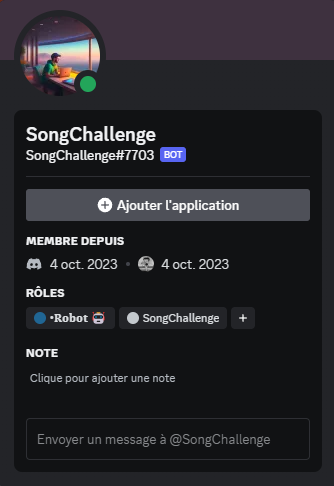 SongChallenge
SongChallenge#7703 BOT
Ajouter l'application
MEMBRE DEPUIS
4 oct. 2023 • 4 oct. 2023
RÔLES
•Robot SongChallenge +
NOTE
Clique pour ajouter une note
Envoyer un message à @SongChallenge